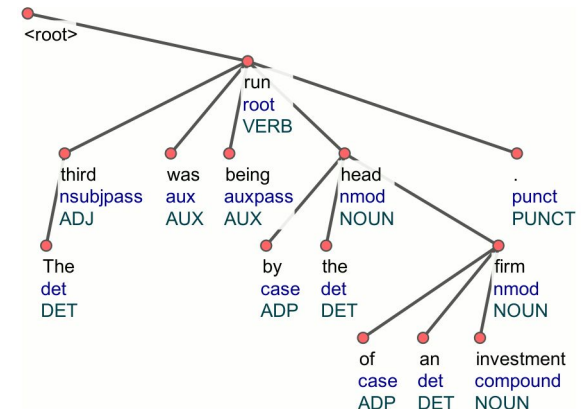 <root>
run
root
VERB
third was being head .
nsubjpass aux auxpass nmod punct
ADJ AUX AUX NOUN PUNCT
The by the firm
det case det nmod
DET ADP DET NOUN
of an investment
case det compound
ADP DET NOUN